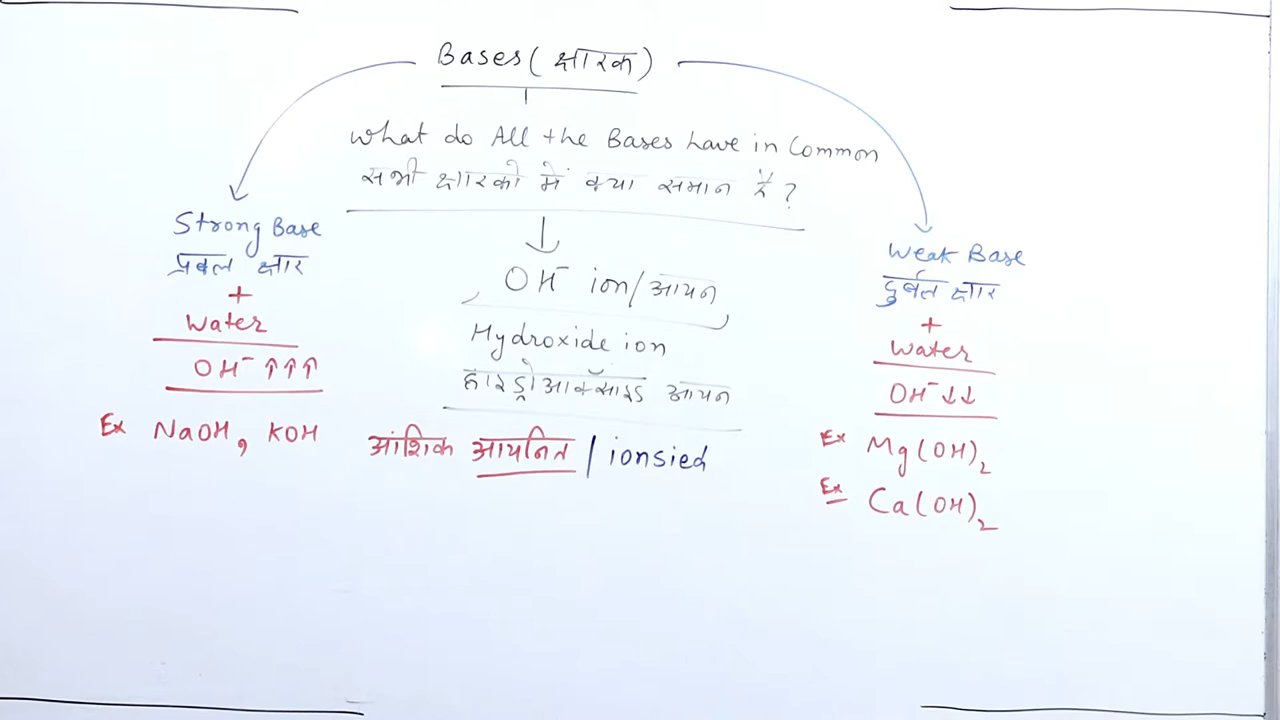 Bases (क्षारक)
What do All the Bases have in Common
सभी क्षारको में क्या समान है ?
Strong Base
प्रबल क्षार
+
Water
OH⁻ ↑↑↑
Ex NaOH, KOH
OH⁻ ion/आयन
Hydroxide ion
हाइड्रोआक्साइड आयन
आंशिक आयनित / ionsied
Weak Base
दुर्बल क्षार
+
Water
OH⁻ ↓↓
Ex Mg(OH)₂
Ex Ca(OH)₂